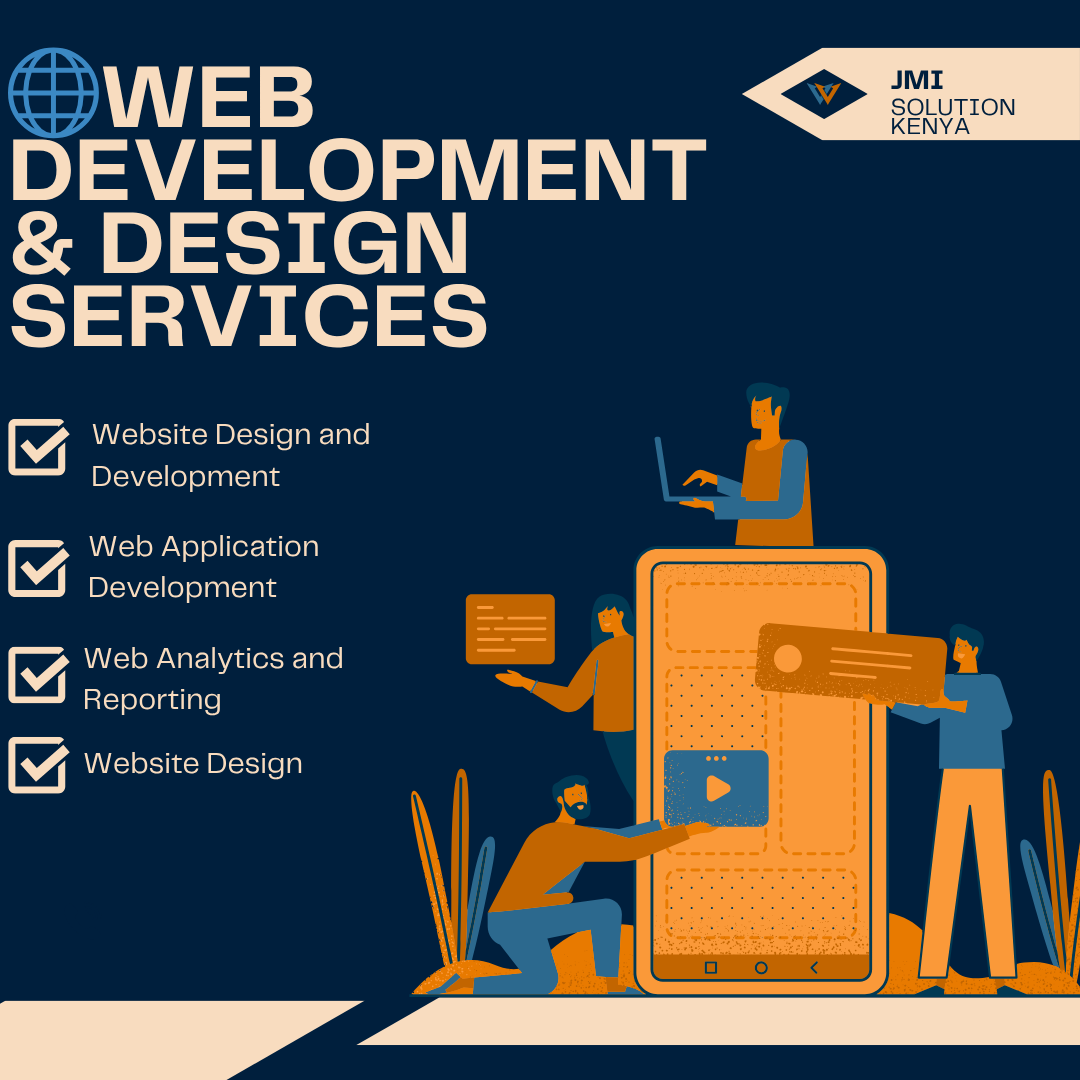 WEB
DEVELOPMENT
& DESIGN
SERVICES
JMI
SOLUTION
KENYA
Website Design and
Development
Web Application
Development
Web Analytics and
Reporting
Website Design